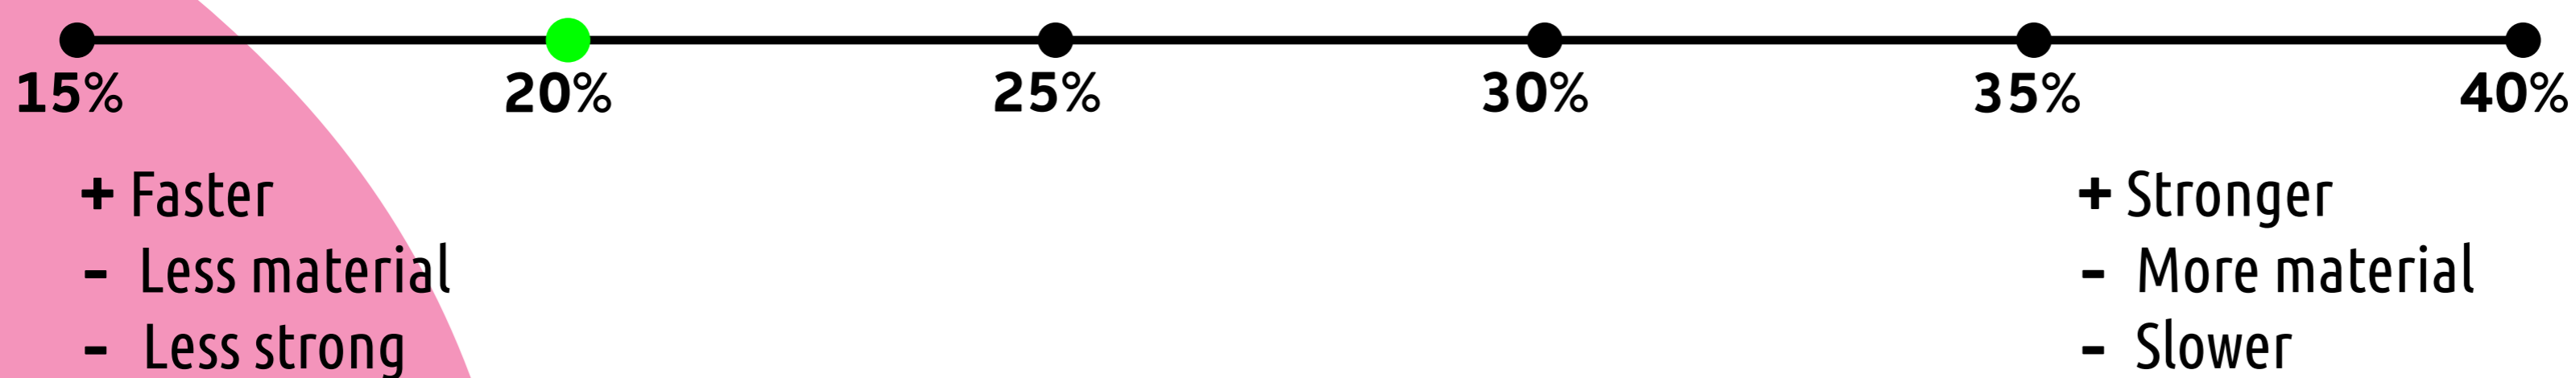 15% 20% 25% 30% 35% 40%
+ Faster
- Less material
- Less strong
+ Stronger
- More material
- Slower